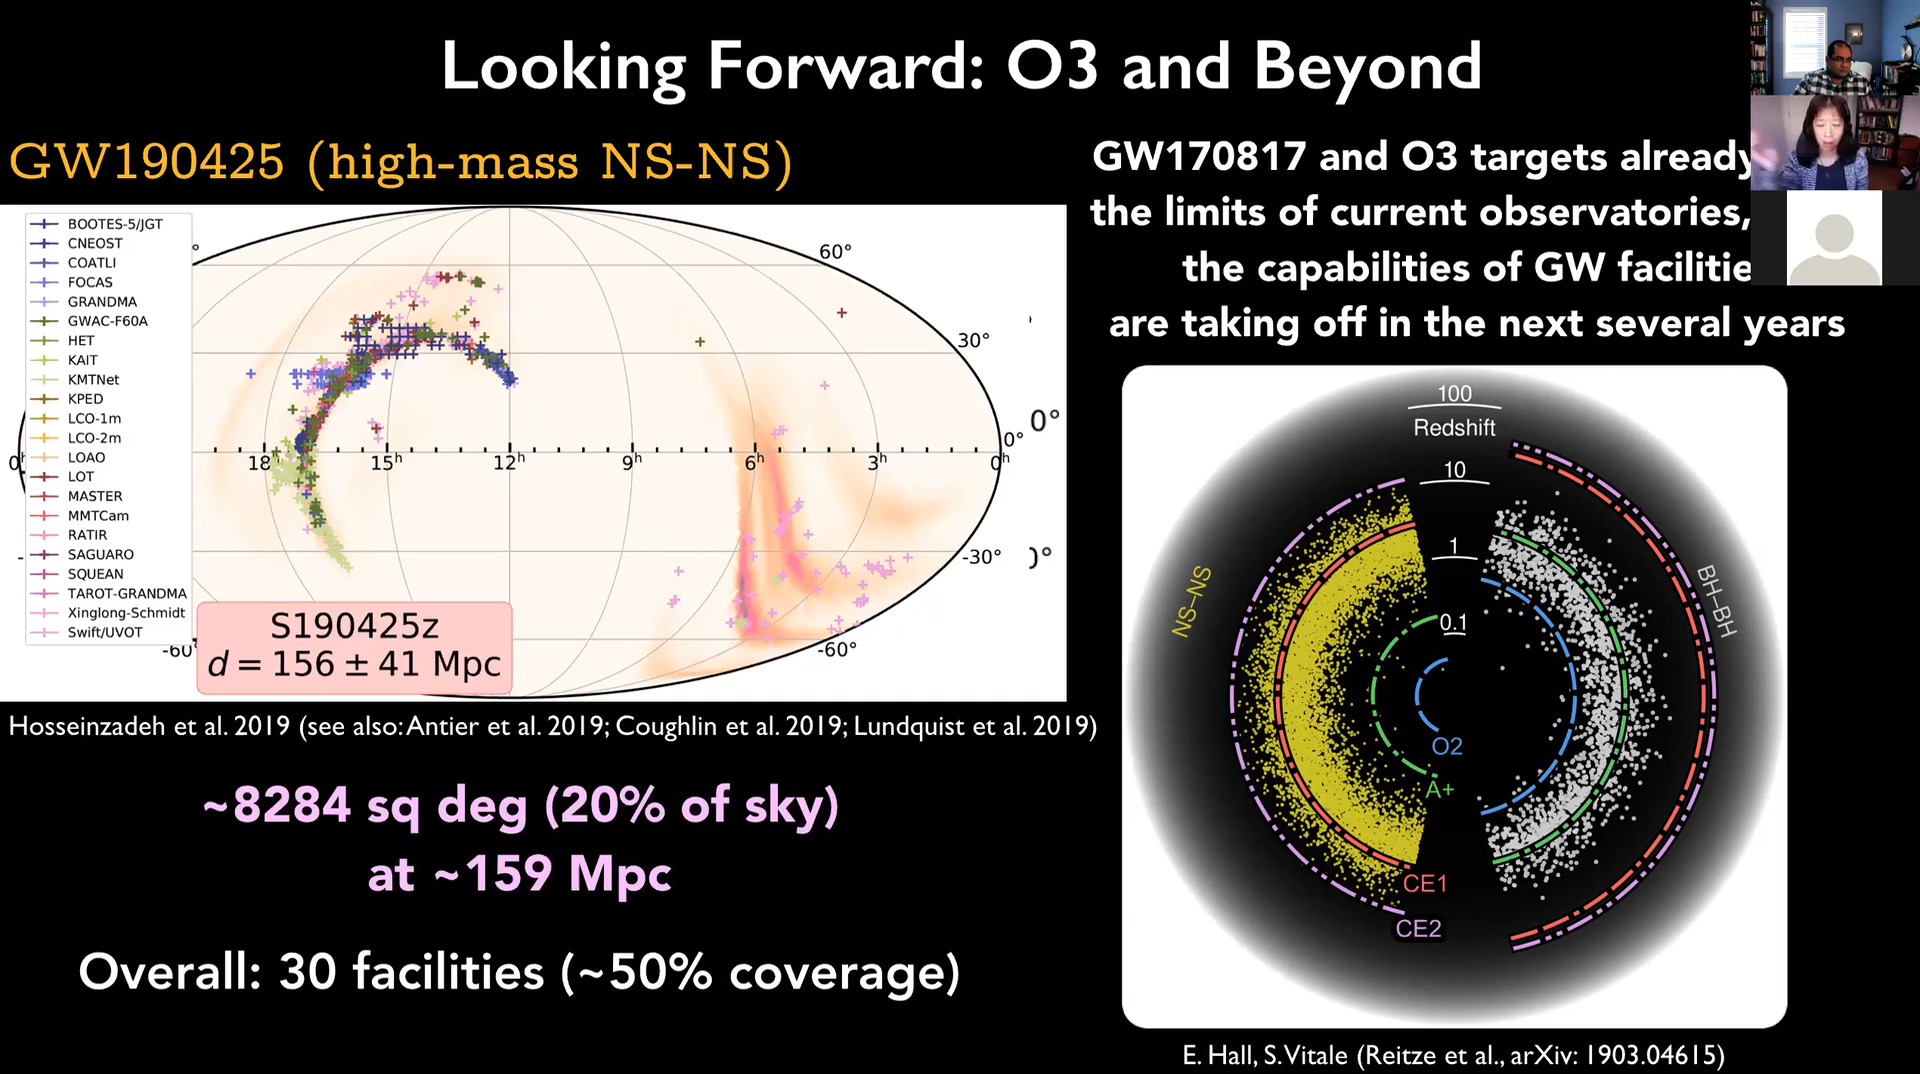 Looking Forward: O3 and Beyond
GW190425 (high-mass NS-NS)
BOOTES-5/JGT
CNEOST
COATLI
FOCAS
GRANDMA
GWAC-F60A
HET
KAIT
KMTNet
KPED
LCO-1m
LCO-2m
LOAO
LOT
MASTER
MMTCam
RATIR
SAGUARO
SQUEAN
TAROT-GRANDMA
Xinglong-Schmidt
Swift/UVOT
60°
30°
0°
0°
-30°
-60°
-60°
18h 15h 12h 9h 6h 3h 0h
S190425z
d = 156 ± 41 Mpc
Hosseinzadeh et al. 2019 (see also: Antier et al. 2019; Coughlin et al. 2019; Lundquist et al. 2019)
~8284 sq deg (20% of sky)
at ~159 Mpc
Overall: 30 facilities (~50% coverage)
GW170817 and O3 targets already
the limits of current observatories,
the capabilities of GW facilitie
are taking off in the next several years
100
Redshift
10
1
0.1
NS–NS
BH–BH
O2
A+
CE1
CE2
E. Hall, S. Vitale (Reitze et al., arXiv: 1903.04615)